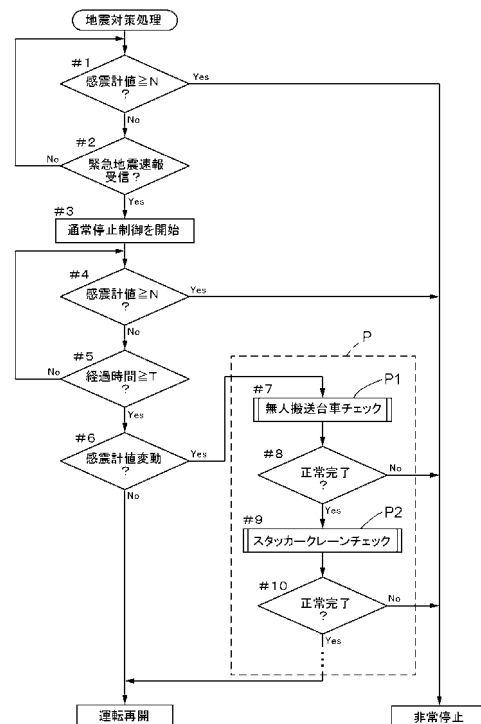 地震対策処理
#1
感震計値≧N
?
Yes
No
#2
緊急地震速報
受信?
No
Yes
#3
通常停止制御を開始
#4
感震計値≧N
?
Yes
No
#5
経過時間≧T
?
No
Yes
#6
感震計値変動
?
Yes
No
P
#7
P1
無人搬送台車チェック
#8
正常完了
?
No
Yes
#9
P2
スタッカークレーンチェック
#10
正常完了
?
No
Yes
運転再開
非常停止